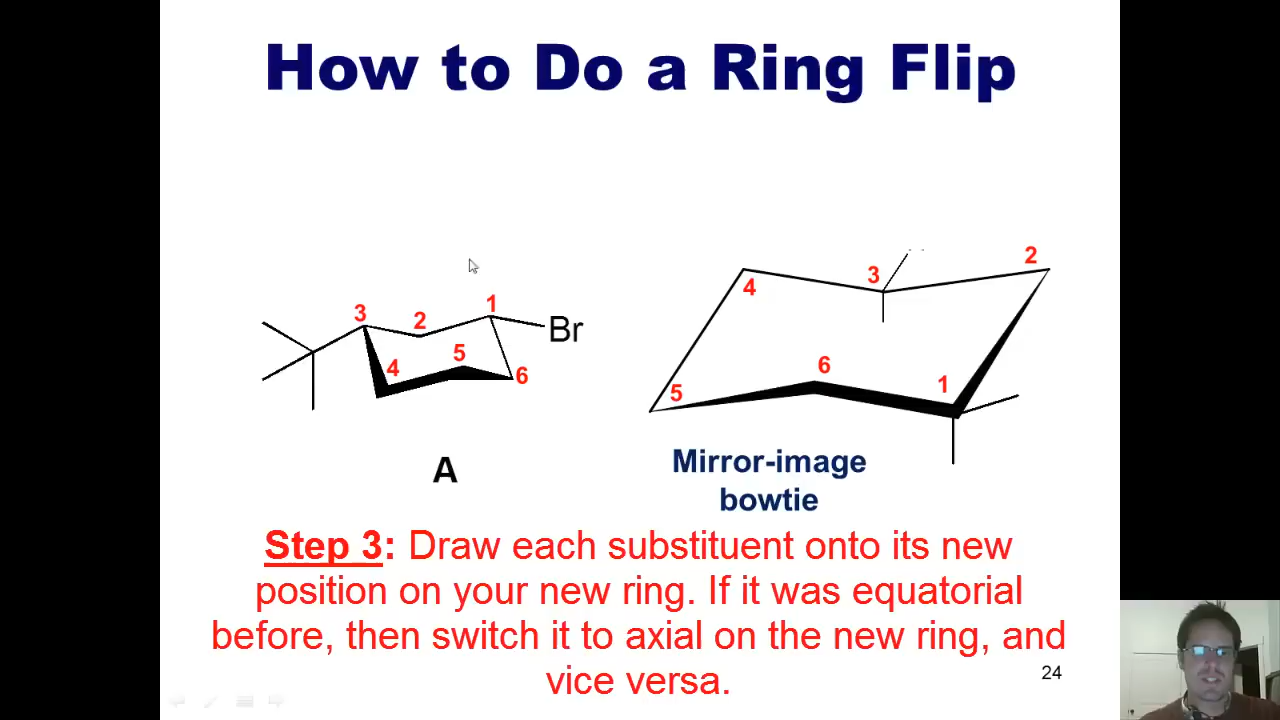 How to Do a Ring Flip
3
2
1
Br
4
5
6
A
4
3
2
5
6
1
Mirror-image
bowtie
Step 3: Draw each substituent onto its new
position on your new ring. If it was equatorial
before, then switch it to axial on the new ring, and
vice versa.
24